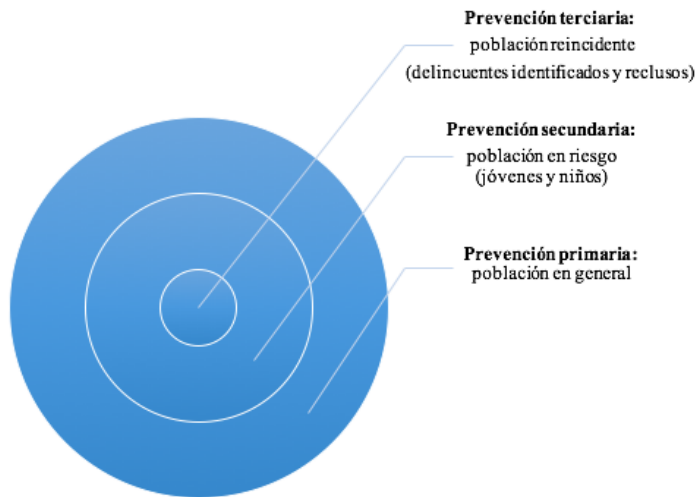 Prevención terciaria:
población reincidente
(delincuentes identificados y reclusos)
Prevención secundaria:
población en riesgo
(jóvenes y niños)
Prevención primaria:
población en general